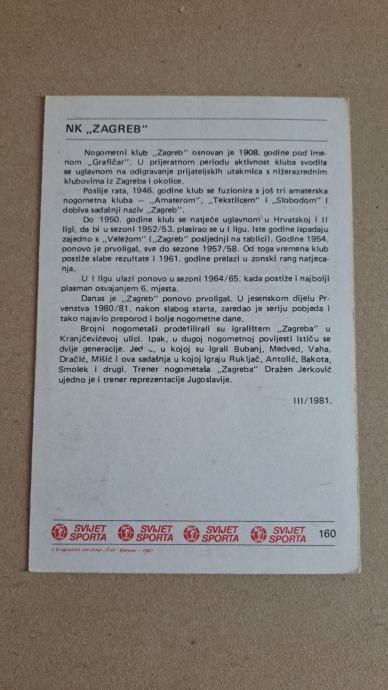 NK „ZAGREB"
Nogometni klub „Zagreb" osnovan je 1908. godine pod ime-
nom „Grafičar". U prijeratnom periodu aktivnost kluba svodila
se uglavnom na odigravanje prijateljskih utakmica s nižerazrednim
klubovima iz Zagreba i okolice.
Poslije rata, 1946. godine klub se fuzionira s još tri amaterska
nogometna kluba — „Amaterom", „Tekstilcem" i „Slobodom" i
dobiva sadašnji naziv „Zagreb".
Do 1950. godine klub se natječe uglavnom u Hrvatskoj i II
ligi, da bi u sezoni 1952/53. plasirao se u I ligu. Iste godine ispadaju
zajedno s „Veležom" („Zagreb" posljednji na tablici). Godine 1954.
ponovo je prvoligaš, sve do sezone 1957/58. Od toga vremena klub
postiže slabe rezultate i 1961. godine prelazi u zonski rang natjeca-
nja.
U I ligu ulazi ponovo u sezoni 1964/65. kada postiže i najbolji
plasman osvajanjem 6. mjesta.
Danas je „Zagreb" ponovo prvoligaš. U jesenskom dijelu Pr-
venstva 1980/81. nakon slabog starta, zaredao je seriju pobjeda i
tako najavio preporod i bolje nogometne dane.
Brojni nogometaši prodefilirali su igralištem „Zagreba" u
Kranjčevićevoj ulici. Ipak, u dugoj nogometnoj povijesti ističu se
dvije generacije. u kojoj su igrali Bubanj, Medved, Vaha,
Dračić, Mišić i ova sadašnja u kojoj igraju Rukljač, Antolić, Bakota,
Smolek i drugi. Trener nogometaša „Zagreba" Dražen Jerković
ujedno je i trener reprezentacije Jugoslavije.
III/1981.
SVIJET SPORTA SVIJET SPORTA SVIJET SPORTA SVIJET SPORTA 160